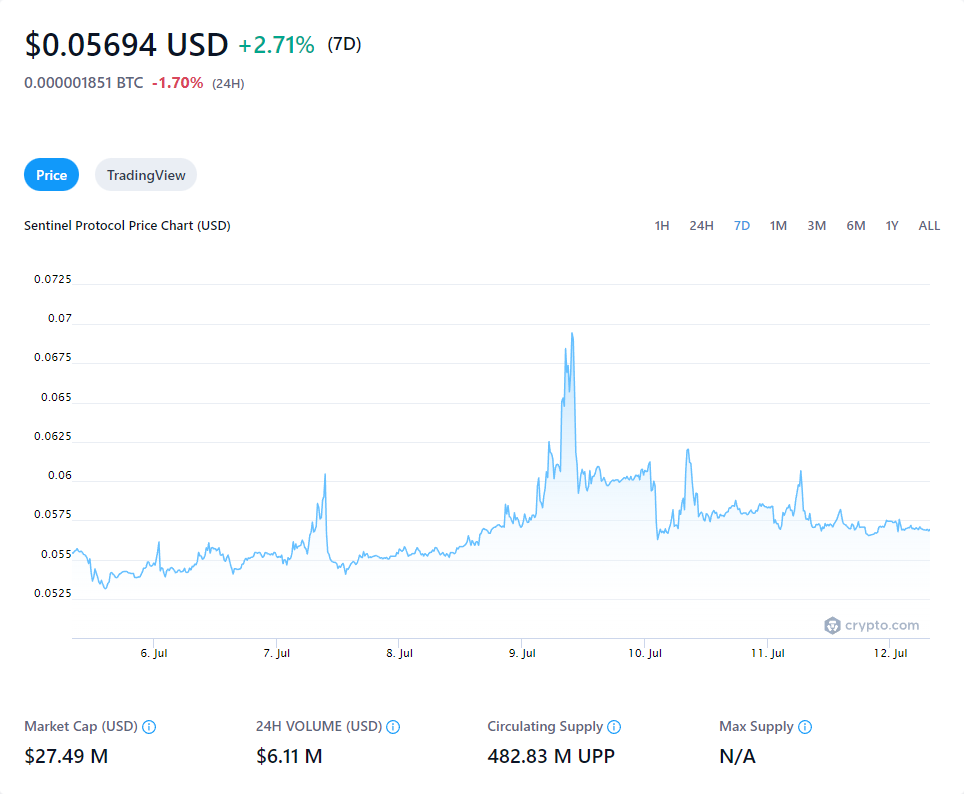 $0.05694 USD +2.71% (7D)
0.000001851 BTC -1.70% (24H)
Price TradingView
Sentinel Protocol Price Chart (USD) 1H 24H 7D 1M 3M 6M 1Y ALL
0.0725
0.07
0.0675
0.065
0.0625
0.06
0.0575
0.055
0.0525
crypto.com
6. Jul 7. Jul 8. Jul 9. Jul 10. Jul 11. Jul 12. Jul
Market Cap (USD) 24H VOLUME (USD) Circulating Supply Max Supply
$27.49 M $6.11 M 482.83 M UPP N/A